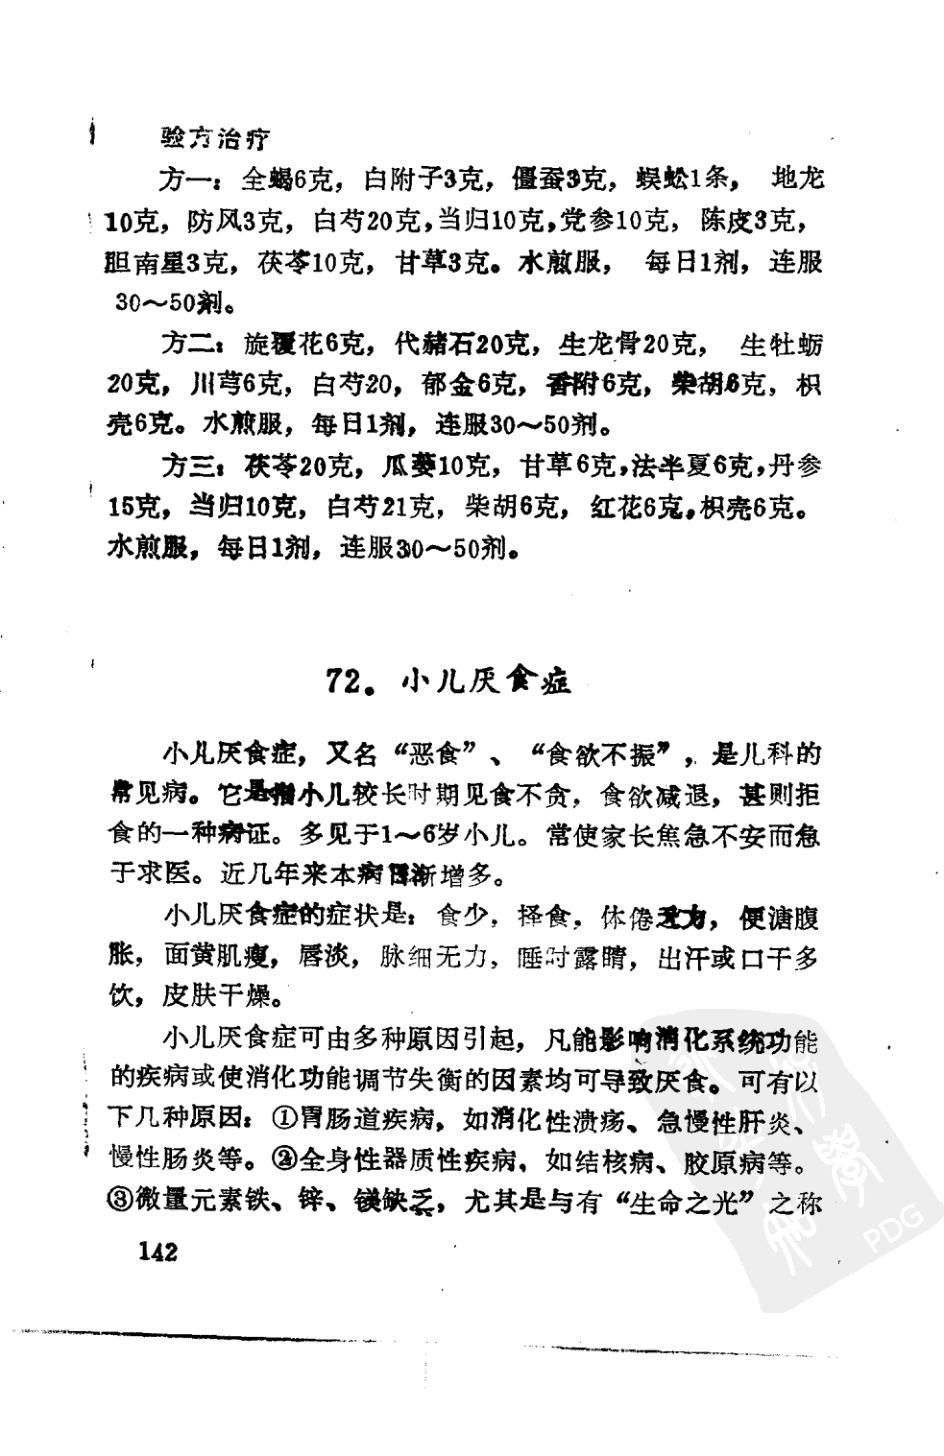 验方治疗
方一：全蝎6克，白附子3克，僵蚕3克，蜈蚣1条，地龙
10克，防风3克，白芍20克，当归10克，党参10克，陈皮3克，
胆南星3克，茯苓10克，甘草3克。水煎服，每日1剂，连服
30～50剂。
方二：旋覆花6克，代赭石20克，生龙骨20克，生牡蛎
20克，川芎6克，白芍20，郁金6克，香附6克，柴胡6克，枳
壳6克。水煎服，每日1剂，连服30～50剂。
方三：茯苓20克，瓜蒌10克，甘草6克，法半夏6克，丹参
15克，当归10克，白芍21克，柴胡6克，红花6克，枳壳6克。
水煎服，每日1剂，连服30～50剂。
72。小儿厌食症
小儿厌食症，又名“恶食”、“食欲不振”，是儿科的
常见病。它是指小儿较长时期见食不贪，食欲减退，甚则拒
食的一种病证。多见于1～6岁小儿。常使家长焦急不安而急
于求医。近几年来本病日渐增多。
小儿厌食症的症状是：食少，择食，体倦无力，便溏腹
胀，面黄肌瘦，唇淡，脉细无力，睡时露睛，出汗或口干多
饮，皮肤干燥。
小儿厌食症可由多种原因引起，凡能影响消化系统功能
的疾病或使消化功能调节失衡的因素均可导致厌食。可有以
下几种原因：①胃肠道疾病，如消化性溃疡、急慢性肝炎、
慢性肠炎等。②全身性器质性疾病，如结核病、胶原病等。
③微量元素铁、锌、镁缺乏，尤其是与有“生命之光”之称
142
PDG